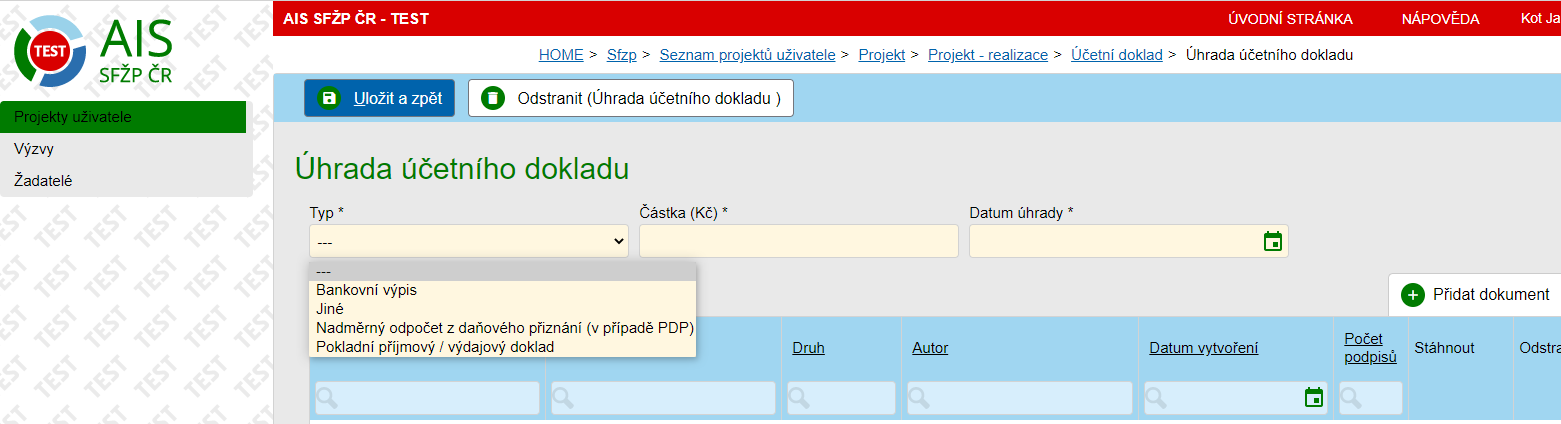 AIS SFŽP ČR - TEST
ÚVODNÍ STRÁNKA
NÁPOVĚDA
Kot Ja
TEST
AIS
SFŽP ČR
HOME > Sfzp > Seznam projektů uživatele > Projekt > Projekt - realizace > Účetní doklad > Úhrada účetního dokladu
Projekty uživatele
Výzvy
Žadatelé
Uložit a zpět
Odstranit (Úhrada účetního dokladu )
Úhrada účetního dokladu
Typ *
Částka (Kč) *
Datum úhrady *
---
---
Bankovní výpis
Jiné
Nadměrný odpočet z daňového přiznání (v případě PDP)
Pokladní příjmový / výdajový doklad
Přidat dokument
Druh
Autor
Datum vytvoření
Počet
podpisů
Stáhnout
Odstra